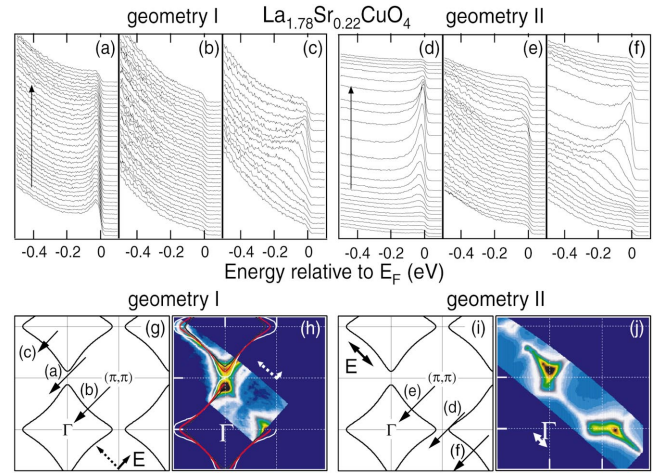 geometry I La₁.₇₈Sr₀.₂₂CuO₄ geometry II
(a) (b) (c) (d) (e) (f)
-0.4 -0.2 0 -0.4 -0.2 0 -0.4 -0.2 0 -0.4 -0.2 0 -0.4 -0.2 0 -0.4 -0.2 0
Energy relative to E_F (eV)
geometry I geometry II
(g) (h) (i) (j)
(c)
E
(a)
(π,π) (π,π)
(b) (e)
(d)
Γ Γ Γ Γ
E
(f)